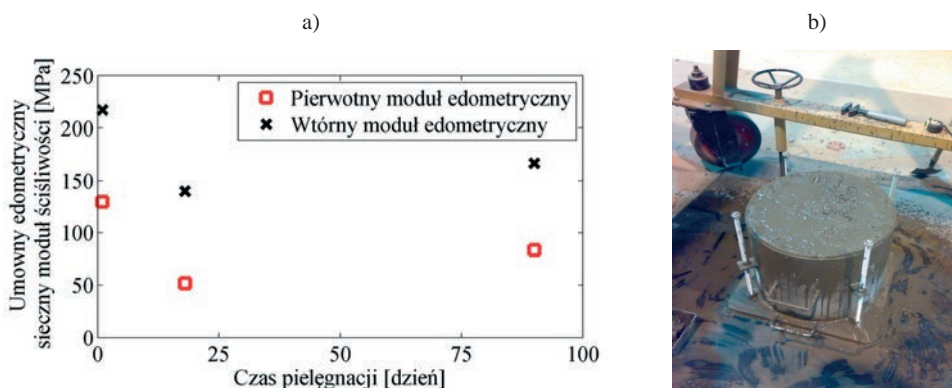 a)
b)
250
200
150
100
50
0
Umowny edometryczny
sieczny moduł ściśliwości [MPa]
Pierwotny moduł edometryczny
Wtórny moduł edometryczny
0
25
50
75
100
Czas pielęgnacji [dzień]